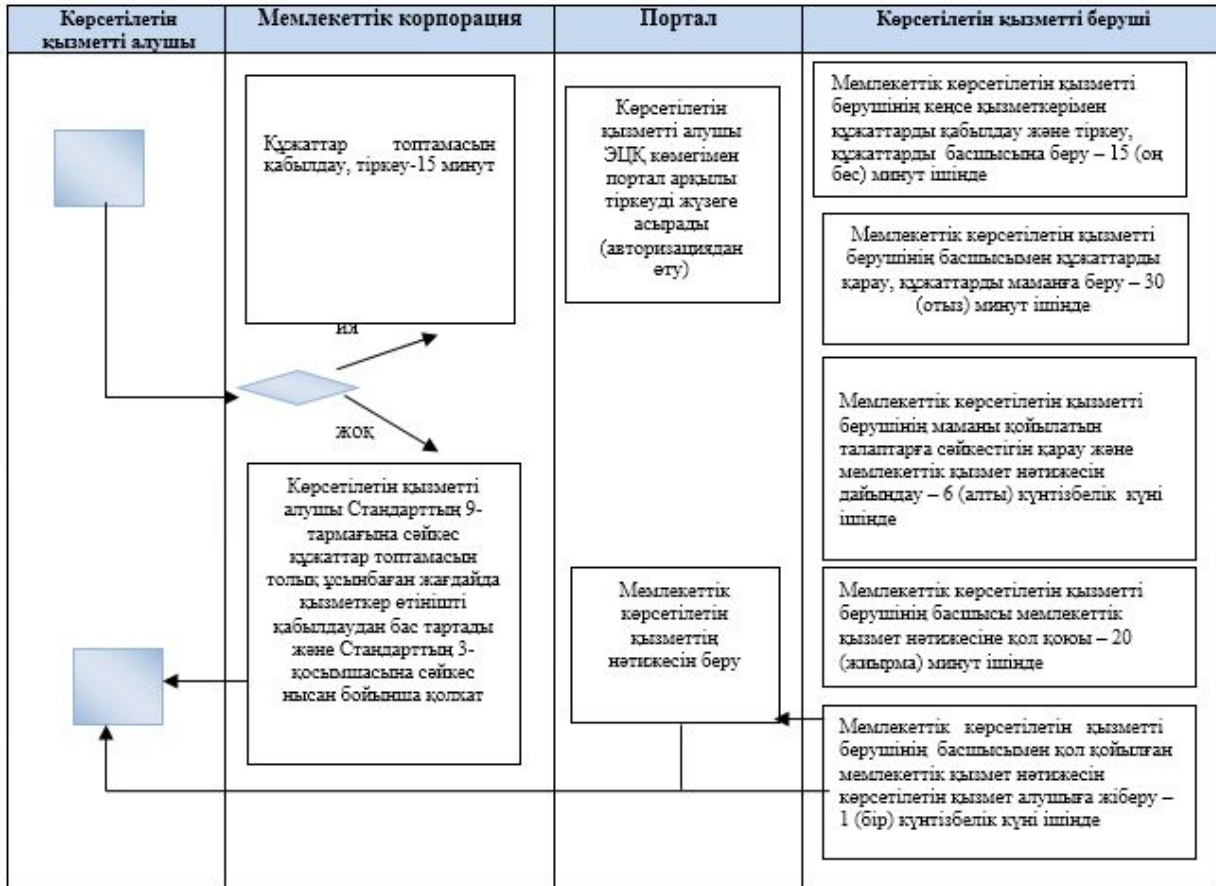 Көрсетілетін
қызметті алушы
Мемлекеттік корпорация
Портал
Көрсетілетін қызметті беруші
Құжаттар топтамасын
қабылдау, тіркеу-15 минут
ия
жоқ
Көрсетілетін қызметті
алушы Стандарттың 9-
тармағына сәйкес
құжаттар топтамасын
толық ұсынбаған жағдайда
қызметкер өтінішті
қабылдаудан бас тартады
және Стандарттың 3-
қосымшасына сәйкес
нысан бойынша қолхат
Көрсетілетін
қызметті алушы
ЭЦҚ көмегімен
портал арқылы
тіркеуді жүзеге
асырады
(авторизациядан
өту)
Мемлекеттік
көрсетілетін
қызметтің
нәтижесін беру
Мемлекеттік көрсетілетін қызметті
берушінің кеңсе қызметкерімен
құжаттарды қабылдау және тіркеу,
құжаттарды басшысына беру – 15 (он
бес) минут ішінде
Мемлекеттік көрсетілетін қызметті
берушінің басшысымен құжаттарды
қарау, құжаттарды маманға беру – 30
(отыз) минут ішінде
Мемлекеттік көрсетілетін қызметті
берушінің маманы қойылатын
талаптарға сәйкестігін қарау және
мемлекеттік қызмет нәтижесін
дайындау – 6 (алты) күнтізбелік күні
ішінде
Мемлекеттік көрсетілетін қызметті
берушінің басшысы мемлекеттік
қызмет нәтижесіне қол қоюы – 20
(жиырма) минут ішінде
Мемлекеттік көрсетілетін қызметті
берушінің басшысымен қол қойылған
мемлекеттік қызмет нәтижесін
көрсетілетін қызмет алушыға жіберу –
1 (бір) күнтізбелік күні ішінде